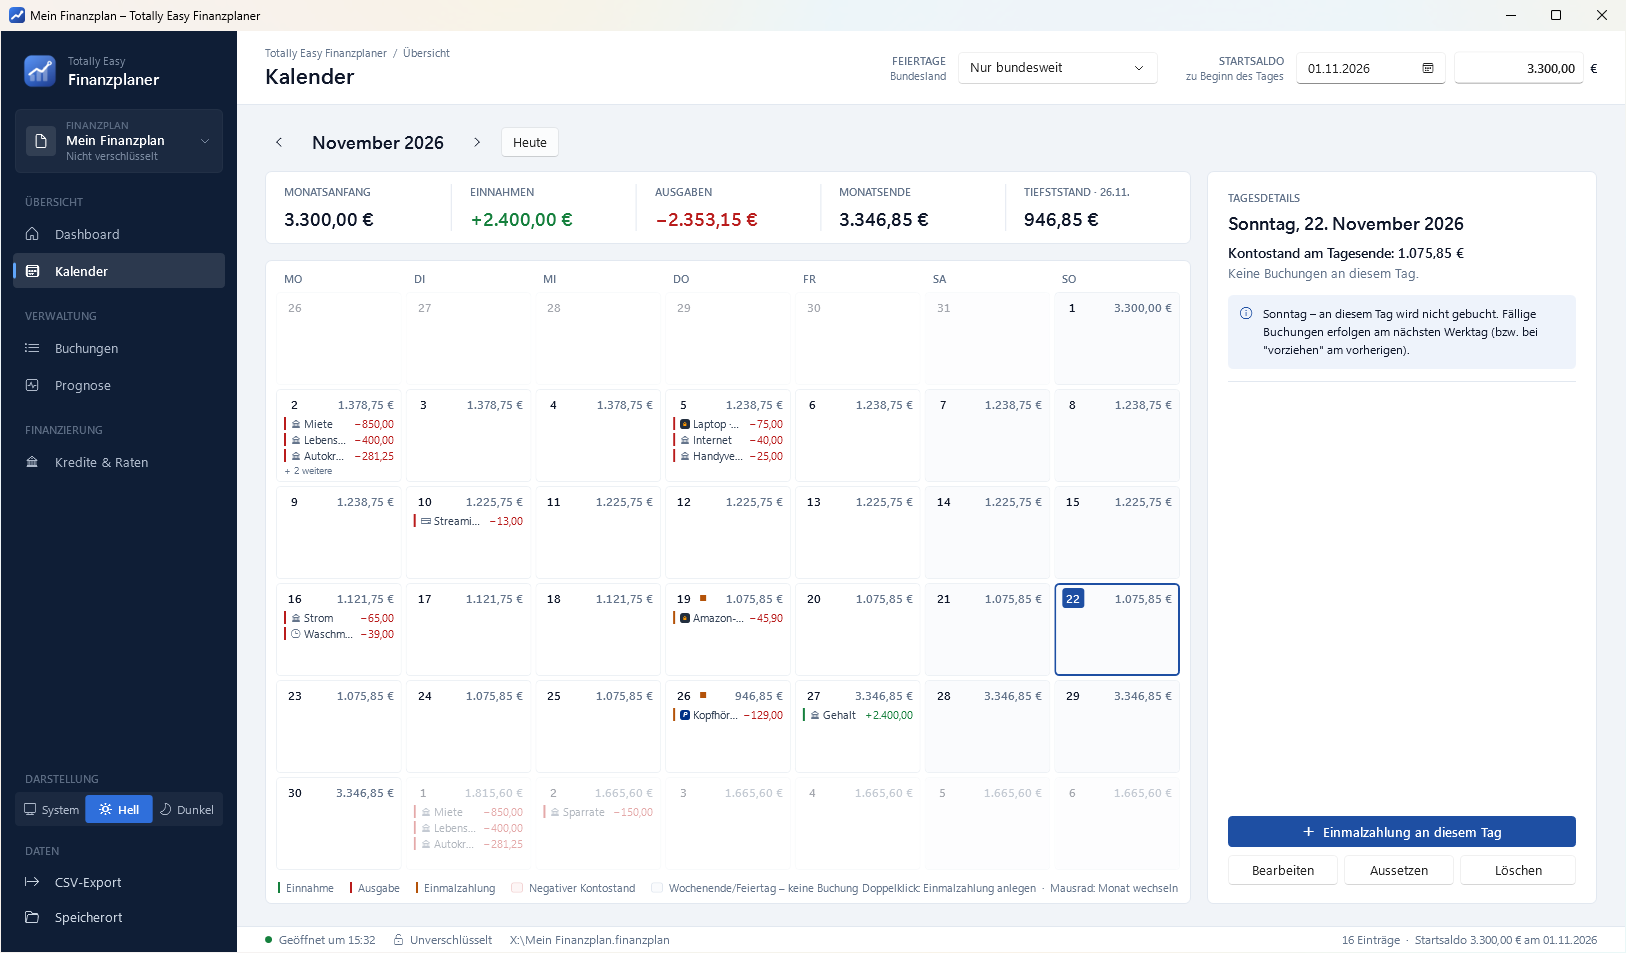 Mein Finanzplan – Totally Easy Finanzplaner
Totally Easy
Finanzplaner
FINANZPLAN
Mein Finanzplan
Nicht verschlüsselt
ÜBERSICHT
Dashboard
Kalender
VERWALTUNG
Buchungen
Prognose
FINANZIERUNG
Kredite & Raten
DARSTELLUNG
System Hell Dunkel
DATEN
CSV-Export
Speicherort
Totally Easy Finanzplaner / Übersicht
Kalender
FEIERTAGE
Bundesland
Nur bundesweit
STARTSALDO
zu Beginn des Tages
01.11.2026
3.300,00 €
November 2026
Heute
MONATSANFANG EINNAHMEN AUSGABEN MONATSENDE TIEFSTSTAND · 26.11.
3.300,00 € +2.400,00 € −2.353,15 € 3.346,85 € 946,85 €
MO DI MI DO FR SA SO
26 27 28 29 30 31 1 3.300,00 €
2 1.378,75 € 3 1.378,75 € 4 1.378,75 € 5 1.238,75 € 6 1.238,75 € 7 1.238,75 € 8 1.238,75 €
Miete −850,00 Laptop -... −75,00
Lebens... −400,00 Internet −40,00
Autokr... −281,25 Handyve... −25,00
+ 2 weitere
9 1.238,75 € 10 1.225,75 € 11 1.225,75 € 12 1.225,75 € 13 1.225,75 € 14 1.225,75 € 15 1.225,75 €
Streami... −13,00
16 1.121,75 € 17 1.121,75 € 18 1.121,75 € 19 1.075,85 € 20 1.075,85 € 21 1.075,85 € 22 1.075,85 €
Strom −65,00 Amazon-... −45,90
Waschm... −39,00
23 1.075,85 € 24 1.075,85 € 25 1.075,85 € 26 946,85 € 27 3.346,85 € 28 3.346,85 € 29 3.346,85 €
Kopfhör... −129,00 Gehalt +2.400,00
30 3.346,85 € 1 1.815,60 € 2 1.665,60 € 3 1.665,60 € 4 1.665,60 € 5 1.665,60 € 6 1.665,60 €
Miete −850,00 Sparrate −150,00
Lebens... −400,00
Autokr... −281,25
Einnahme Ausgabe Einmalzahlung Negativer Kontostand Wochenende/Feiertag – keine Buchung Doppelklick: Einmalzahlung anlegen · Mausrad: Monat wechseln
TAGESDETAILS
Sonntag, 22. November 2026
Kontostand am Tagesende: 1.075,85 €
Keine Buchungen an diesem Tag.
Sonntag – an diesem Tag wird nicht gebucht. Fällige
Buchungen erfolgen am nächsten Werktag (bzw. bei
"vorziehen" am vorherigen).
+ Einmalzahlung an diesem Tag
Bearbeiten Aussetzen Löschen
Geöffnet um 15:32 Unverschlüsselt X:\Mein Finanzplan.finanzplan
16 Einträge · Startsaldo 3.300,00 € am 01.11.2026